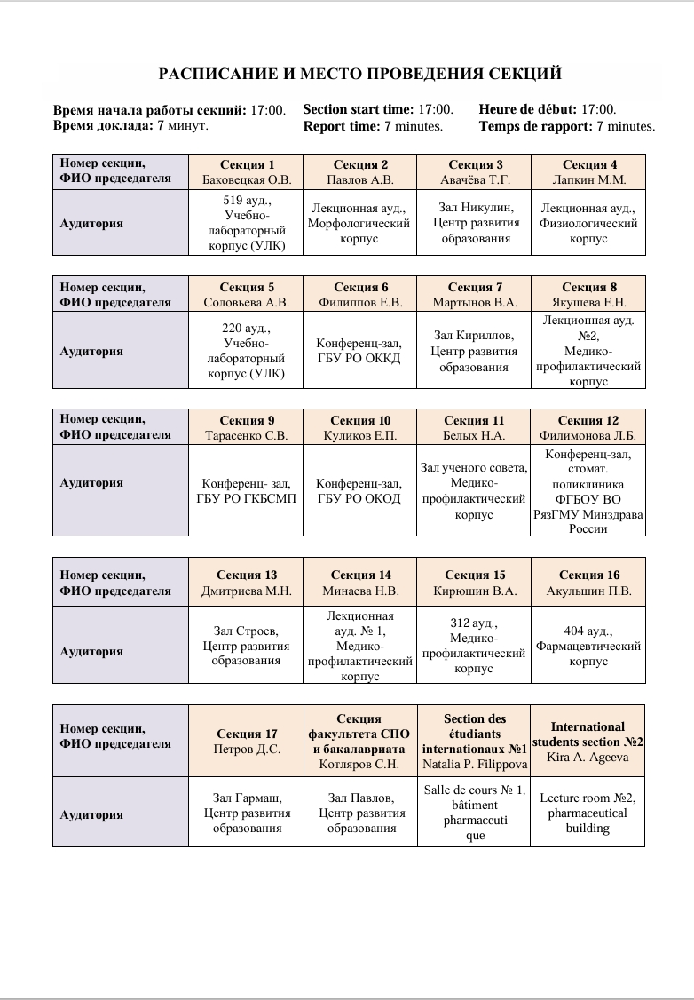 РАСПИСАНИЕ И МЕСТО ПРОВЕДЕНИЯ СЕКЦИЙ
Время начала работы секций: 17:00.
Время доклада: 7 минут.
Section start time: 17:00.
Report time: 7 minutes.
Heure de début: 17:00.
Temps de rapport: 7 minutes.
Номер секции,
ФИО председателя
Секция 1
Баковецкая О.В.
Секция 2
Павлов А.В.
Секция 3
Авачёва Т.Г.
Секция 4
Лапкин М.М.
Аудитория
519 ауд.,
Учебно-
лабораторный
корпус (УЛК)
Лекционная ауд.,
Морфологический
корпус
Зал Никулин,
Центр развития
образования
Лекционная ауд.,
Физиологический
корпус
Номер секции,
ФИО председателя
Секция 5
Соловьева А.В.
Секция 6
Филиппов Е.В.
Секция 7
Мартынов В.А.
Секция 8
Якушева Е.Н.
Аудитория
220 ауд.,
Учебно-
лабораторный
корпус (УЛК)
Конференц-зал,
ГБУ РО ОККД
Зал Кириллов,
Центр развития
образования
Лекционная ауд.
№2,
Медико-
профилактический
корпус
Номер секции,
ФИО председателя
Секция 9
Тарасенко С.В.
Секция 10
Куликов Е.П.
Секция 11
Белых Н.А.
Секция 12
Филимонова Л.Б.
Аудитория
Конференц- зал,
ГБУ РО ГКБСМП
Конференц-зал,
ГБУ РО ОКОД
Зал ученого совета,
Медико-
профилактический
корпус
Конференц-зал,
стомат.
поликлиника
ФГБОУ ВО
РязГМУ Минздрава
России
Номер секции,
ФИО председателя
Секция 13
Дмитриева М.Н.
Секция 14
Минаева Н.В.
Секция 15
Кирюшин В.А.
Секция 16
Акульшин П.В.
Аудитория
Зал Строев,
Центр развития
образования
Лекционная
ауд. № 1,
Медико-
профилактический
корпус
312 ауд.,
Медико-
профилактический
корпус
404 ауд.,
Фармацевтический
корпус
Номер секции,
ФИО председателя
Секция 17
Петров Д.С.
Секция
факультета СПО
и бакалавриата
Котляров С.Н.
Section des
étudiants
internationaux №1
Natalia P. Filippova
International
students section №2
Kira A. Ageeva
Аудитория
Зал Гармаш,
Центр развития
образования
Зал Павлов,
Центр развития
образования
Salle de cours № 1,
bâtiment
pharmaceuti
que
Lecture room №2,
pharmaceutical
building